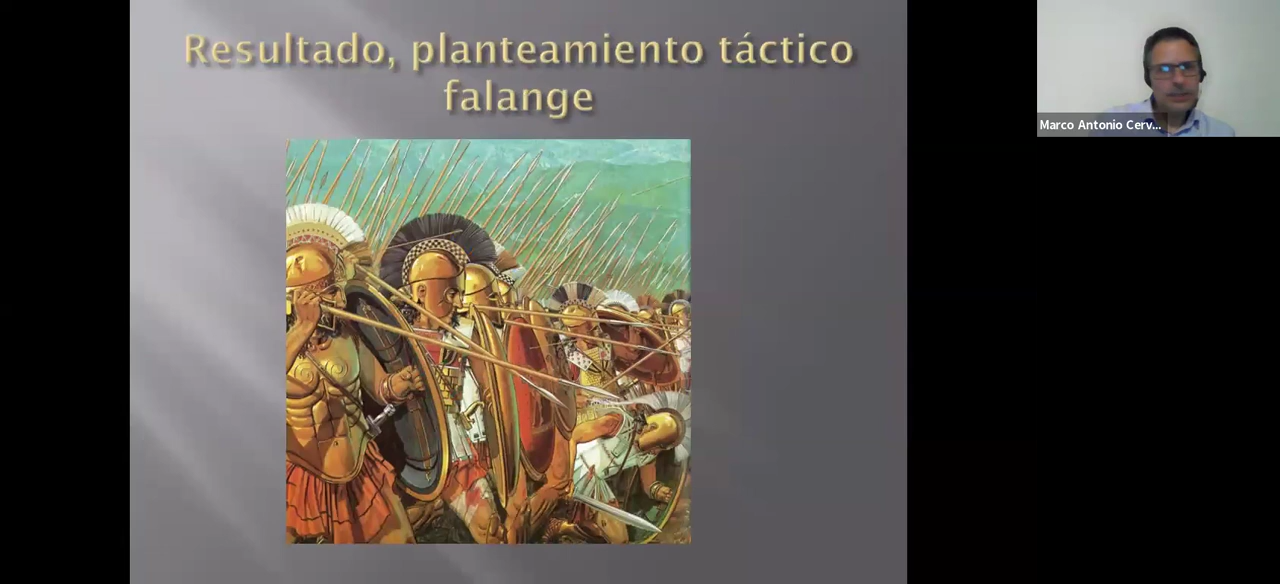 Resultado, planteamiento táctico
falange
Marco Antonio Cerv...